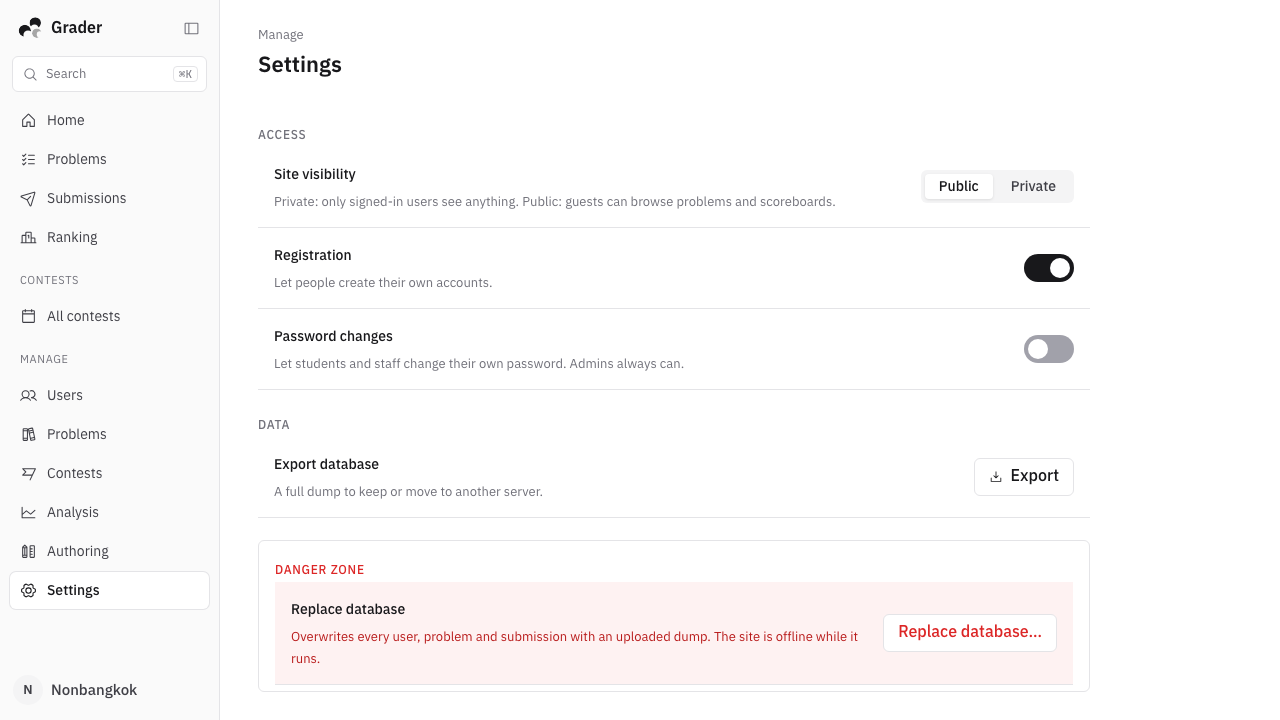 Grader
Search ⌘K
Home
Problems
Submissions
Ranking
CONTESTS
All contests
MANAGE
Users
Problems
Contests
Analysis
Authoring
Settings
N Nonbangkok
Manage
Settings
ACCESS
Site visibility
Private: only signed-in users see anything. Public: guests can browse problems and scoreboards.
Public Private
Registration
Let people create their own accounts.
Password changes
Let students and staff change their own password. Admins always can.
DATA
Export database
A full dump to keep or move to another server.
Export
DANGER ZONE
Replace database
Overwrites every user, problem and submission with an uploaded dump. The site is offline while it
runs.
Replace database...